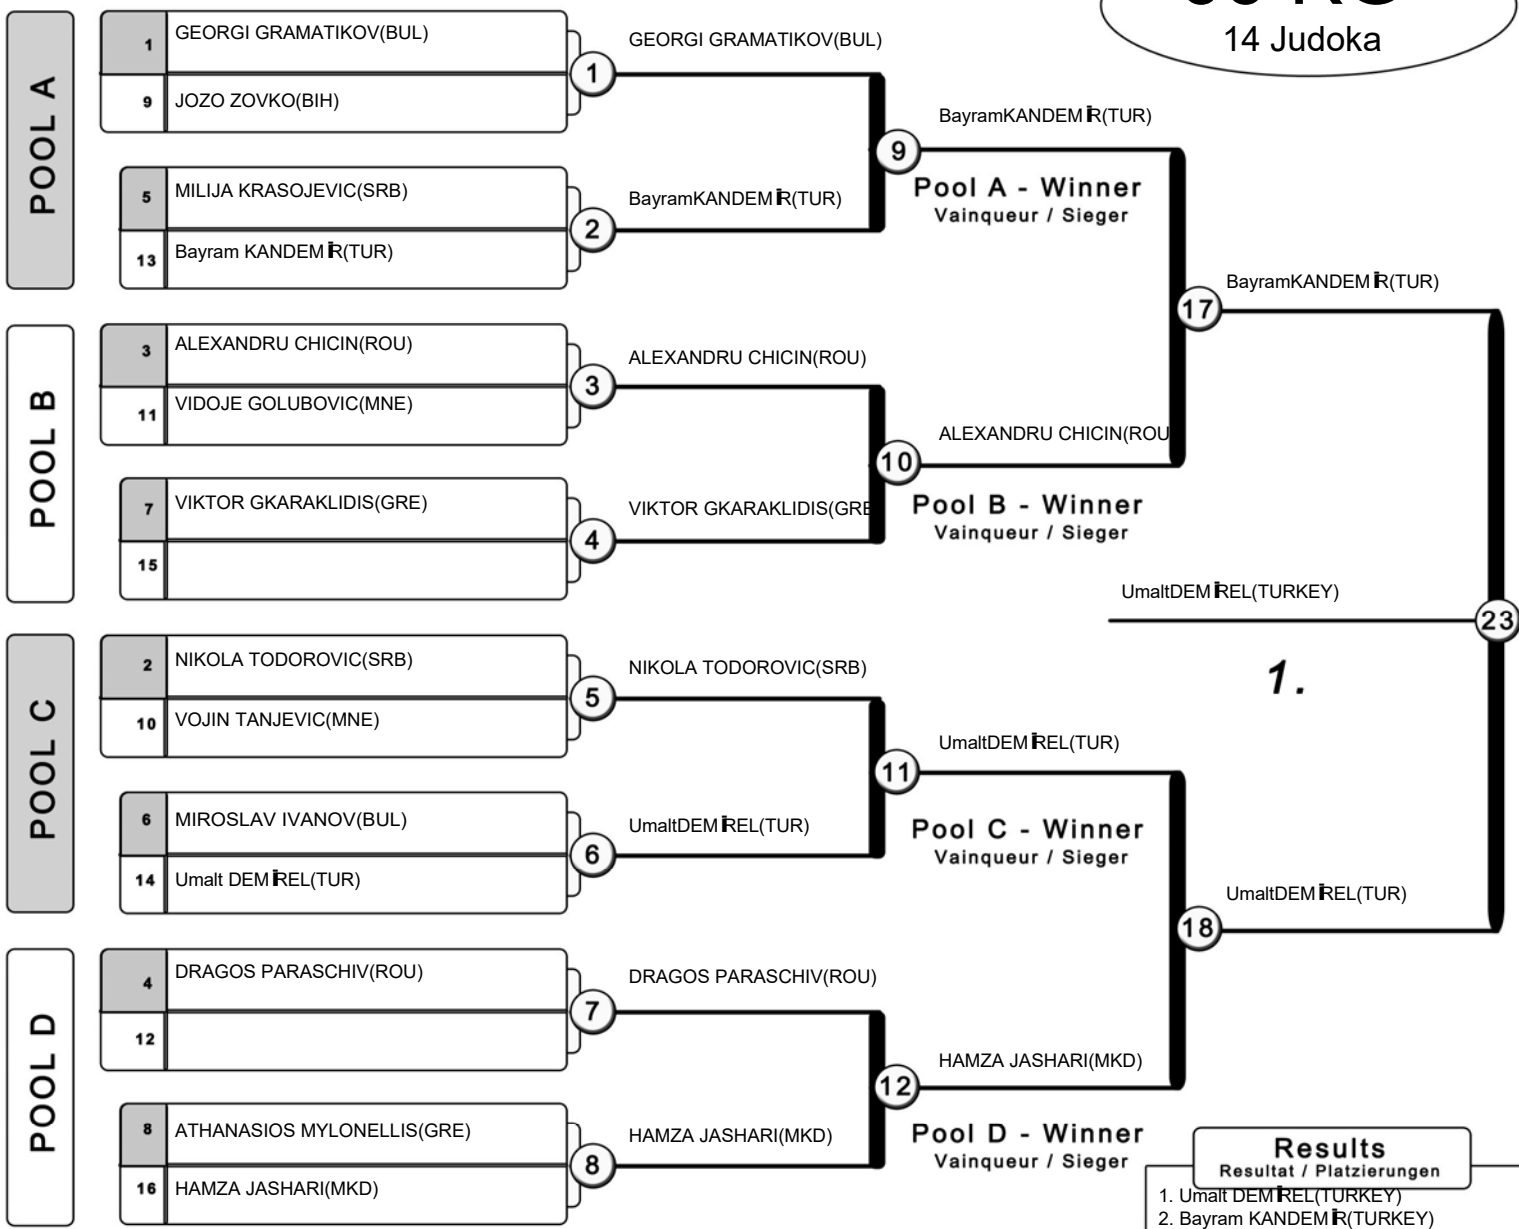 14 Judoka
POOL A
1 GEORGI GRAMATIKOV(BUL)
9 JOZO ZOVKO(BIH)
1
GEORGI GRAMATIKOV(BUL)
5 MILIJA KRASOJEVIC(SRB)
13 Bayram KANDEMİR(TUR)
2
BayramKANDEMİR(TUR)
9
BayramKANDEMİR(TUR)
Pool A - Winner
Vainqueur / Sieger
POOL B
3 ALEXANDRU CHICIN(ROU)
11 VIDOJE GOLUBOVIC(MNE)
3
ALEXANDRU CHICIN(ROU)
7 VIKTOR GKARAKLIDIS(GRE)
15
4
VIKTOR GKARAKLIDIS(GRE
10
ALEXANDRU CHICIN(ROU
Pool B - Winner
Vainqueur / Sieger
17
BayramKANDEMİR(TUR)
POOL C
2 NIKOLA TODOROVIC(SRB)
10 VOJIN TANJEVIC(MNE)
5
NIKOLA TODOROVIC(SRB)
6 MIROSLAV IVANOV(BUL)
14 Umalt DEMİREL(TUR)
6
UmaltDEMİREL(TUR)
11
UmaltDEMİREL(TUR)
Pool C - Winner
Vainqueur / Sieger
POOL D
4 DRAGOS PARASCHIV(ROU)
12
7
DRAGOS PARASCHIV(ROU)
8 ATHANASIOS MYLONELLIS(GRE)
16 HAMZA JASHARI(MKD)
8
HAMZA JASHARI(MKD)
12
HAMZA JASHARI(MKD)
Pool D - Winner
Vainqueur / Sieger
18
UmaltDEMİREL(TUR)
UmaltDEMİREL(TURKEY)
23
1.
Results
Resultat / Platzierungen
1. Umalt DEMİREL(TURKEY)
2. Bayram KANDEMİR(TURKEY)